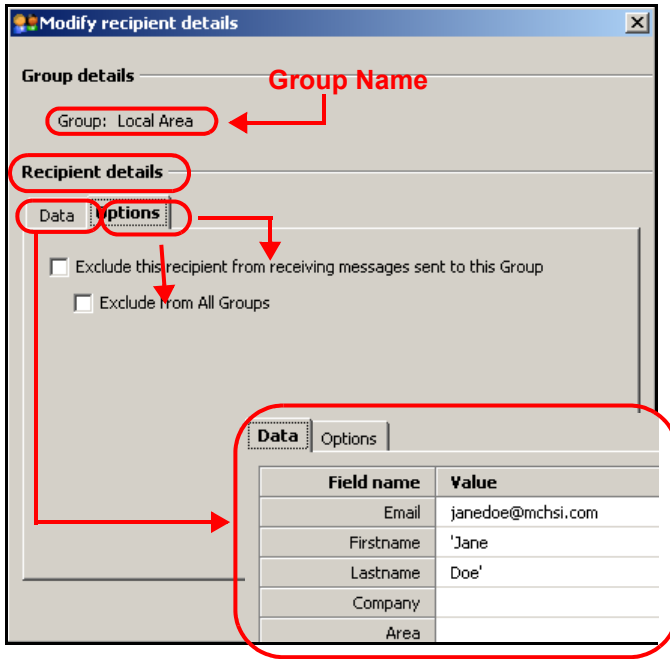 Modify recipient details
Group details
Group Name
Group: Local Area
Recipient details
Data Options
Exclude this recipient from receiving messages sent to this Group
Exclude from All Groups
Data Options
Field name Value
Email janedoe@mchsi.com
Firstname 'Jane
Lastname Doe'
Company
Area